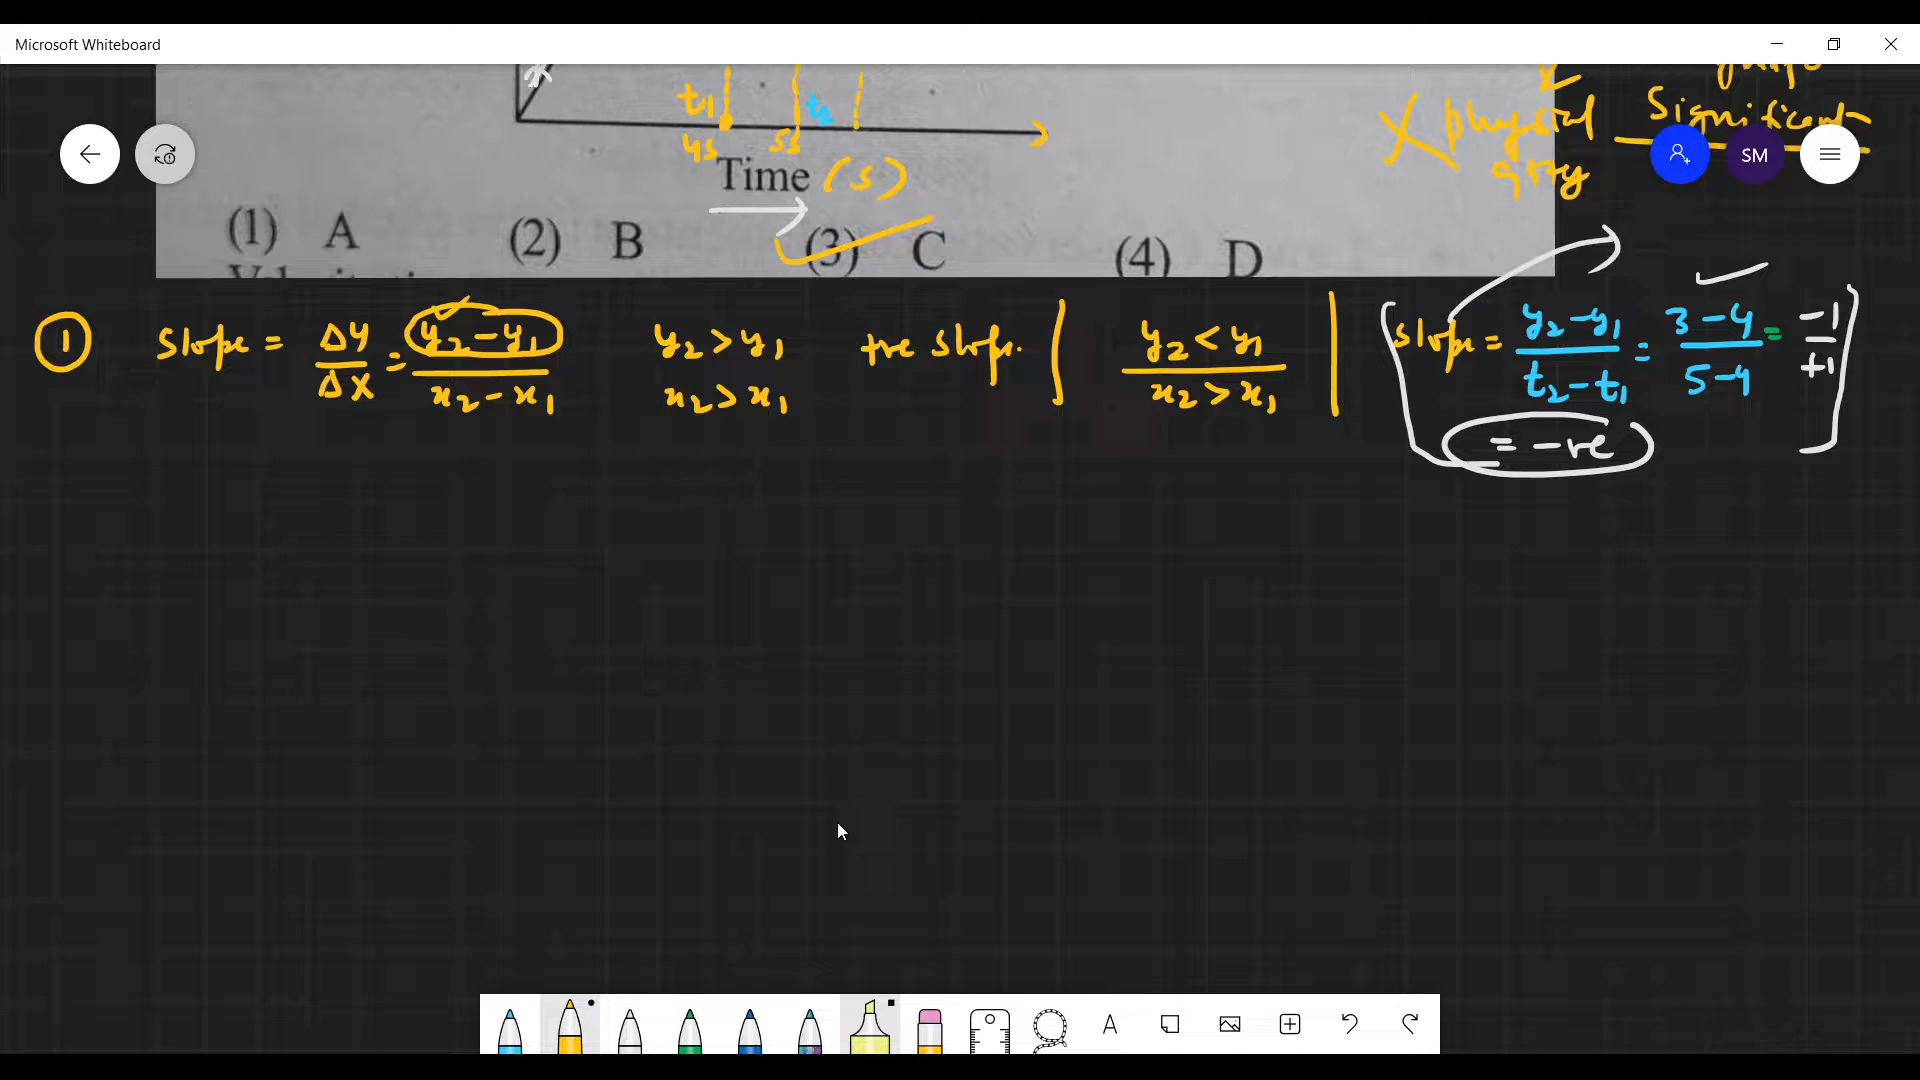 Microsoft Whiteboard
Significant
X physical
qtty
t1 t2
4s 5s
Time (s)
(1) A (2) B (3) C (4) D
SM
1 Slope = Δy/Δx = y2-y1/x2-x1 y2>y1 +ve slope. y2<y1 slope = y2-y1/t2-t1 = 3-4/5-4 = -1/+1
x2>x1 x2>x1
= -ve
A